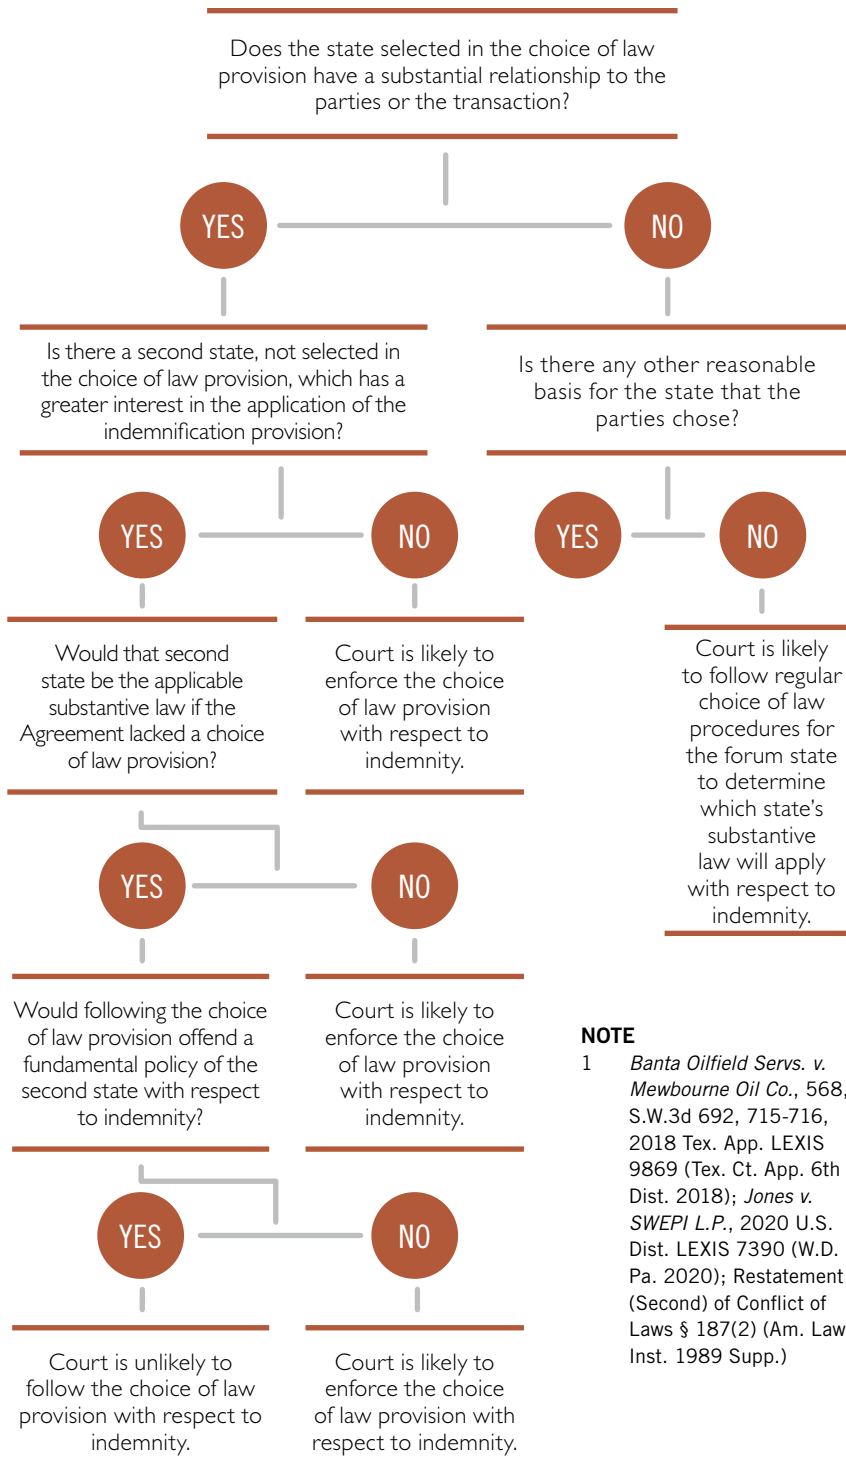 Does the state selected in the choice of law
provision have a substantial relationship to the
parties or the transaction?
YES
NO
Is there a second state, not selected in
the choice of law provision, which has a
greater interest in the application of the
indemnification provision?
Is there any other reasonable
basis for the state that the
parties chose?
YES
NO
YES
NO
Would that second
state be the applicable
substantive law if the
Agreement lacked a choice
of law provision?
Court is likely to
enforce the choice
of law provision
with respect to
indemnity.
Court is likely
to follow regular
choice of law
procedures for
the forum state
to determine
which state's
substantive
law will apply
with respect to
indemnity.
YES
NO
Would following the choice
of law provision offend a
fundamental policy of the
second state with respect
to indemnity?
Court is likely to
enforce the choice
of law provision
with respect to
indemnity.
YES
NO
Court is unlikely to
follow the choice of law
provision with respect to
indemnity.
Court is likely to
enforce the choice
of law provision with
respect to indemnity.
NOTE
1 Banta Oilfield Servs. v.
Mewbourne Oil Co., 568,
S.W.3d 692, 715-716,
2018 Tex. App. LEXIS
9869 (Tex. Ct. App. 6th
Dist. 2018); Jones v.
SWEPI L.P., 2020 U.S.
Dist. LEXIS 7390 (W.D.
Pa. 2020); Restatement
(Second) of Conflict of
Laws § 187(2) (Am. Law
Inst. 1989 Supp.)